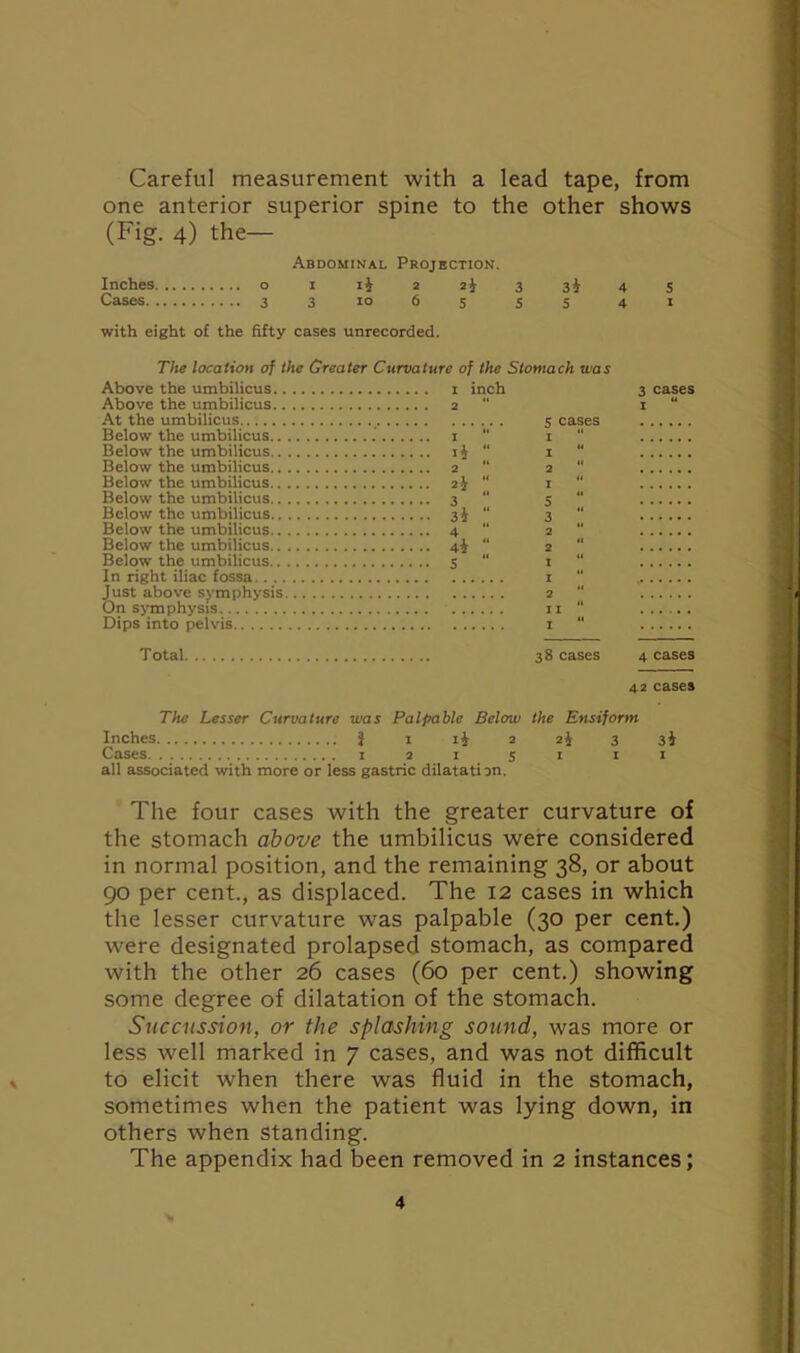 Careful measurement with a lead tape, from
one anterior superior spine to the other shows
(Fig. 4) the—
Abdominal Projection.
Inches........... 0 1 1½ 2 2½ 3 3½ 4 5
Cases............ 3 3 10 6 5 5 5 4 1
with eight of the fifty cases unrecorded.
The location of the Greater Curvature of the Stomach was
Above the umbilicus.................. 1 inch 3 cases
Above the umbilicus.................. 2 " 1 "
At the umbilicus........................ 5 cases ......
Below the umbilicus.................. 1 " 1 " ......
Below the umbilicus.................. 1½ " 1 " ......
Below the umbilicus.................. 2 " 2 " ......
Below the umbilicus.................. 2½ " 1 " ......
Below the umbilicus.................. 3 " 5 " ......
Below the umbilicus.................. 3½ " 3 " ......
Below the umbilicus.................. 4 " 2 " ......
Below the umbilicus.................. 4½ " 2 " ......
Below the umbilicus.................. 5 " 1 " ......
In right iliac fossa.................... ...... 1 " ......
Just above symphysis................. ...... 2 " ......
On symphysis........................ ...... 11 " ......
Dips into pelvis...................... ...... 1 " ......
Total............................ 38 cases 4 cases
42 cases
The Lesser Curvature was Palpable Below the Ensiform
Inches..................... ¾ 1 1½ 2 2½ 3 3½
Cases...................... 1 2 1 5 1 1 1
all associated with more or less gastric dilatation.
The four cases with the greater curvature of
the stomach above the umbilicus were considered
in normal position, and the remaining 38, or about
90 per cent., as displaced. The 12 cases in which
the lesser curvature was palpable (30 per cent.)
were designated prolapsed stomach, as compared
with the other 26 cases (60 per cent.) showing
some degree of dilatation of the stomach.
Succussion, or the splashing sound, was more or
less well marked in 7 cases, and was not difficult
to elicit when there was fluid in the stomach,
sometimes when the patient was lying down, in
others when standing.
The appendix had been removed in 2 instances;
4